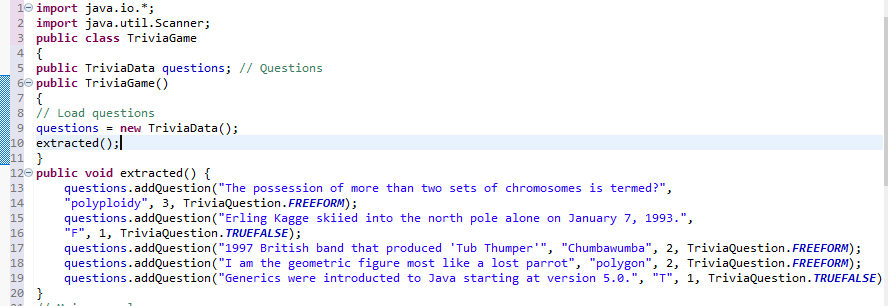 1 import java.io.*;
2 import java.util.Scanner;
3 public class TriviaGame
4 {
5 public TriviaData questions; // Questions
6 public TriviaGame()
7 {
8 // Load questions
9 questions = new TriviaData();
10 extracted();
11 }
12 public void extracted() {
13 questions.addQuestion("The possession of more than two sets of chromosomes is termed?",
14 "polyploidy", 3, TriviaQuestion.FREEFORM);
15 questions.addQuestion("Erling Kagge skiied into the north pole alone on January 7, 1993.",
16 "F", 1, TriviaQuestion.TRUEFALSE);
17 questions.addQuestion("1997 British band that produced 'Tub Thumper'", "Chumbawumba", 2, TriviaQuestion.FREEFORM);
18 questions.addQuestion("I am the geometric figure most like a lost parrot", "polygon", 2, TriviaQuestion.FREEFORM);
19 questions.addQuestion("Generics were introducted to Java starting at version 5.0.", "T", 1, TriviaQuestion.TRUEFALSE)
20 }